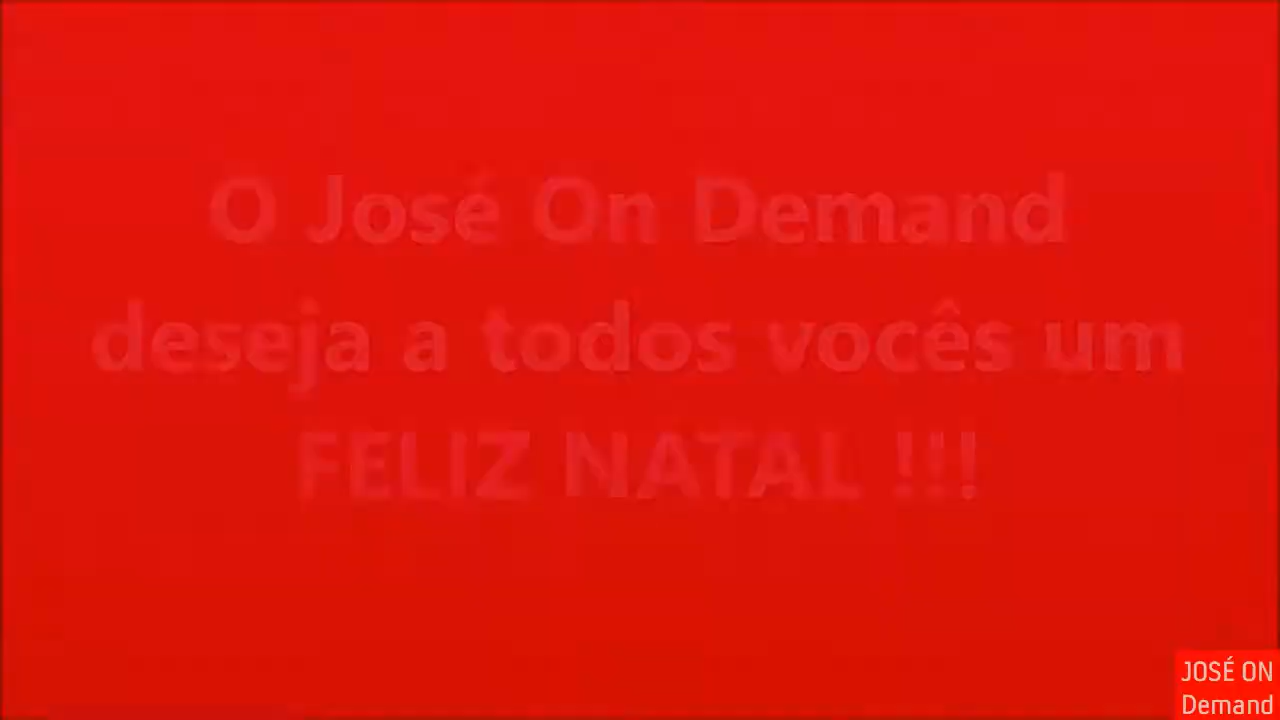 O José On Demand
deseja a todos vocês um
FELIZ NATAL !!!
JOSÉ ON
Demand